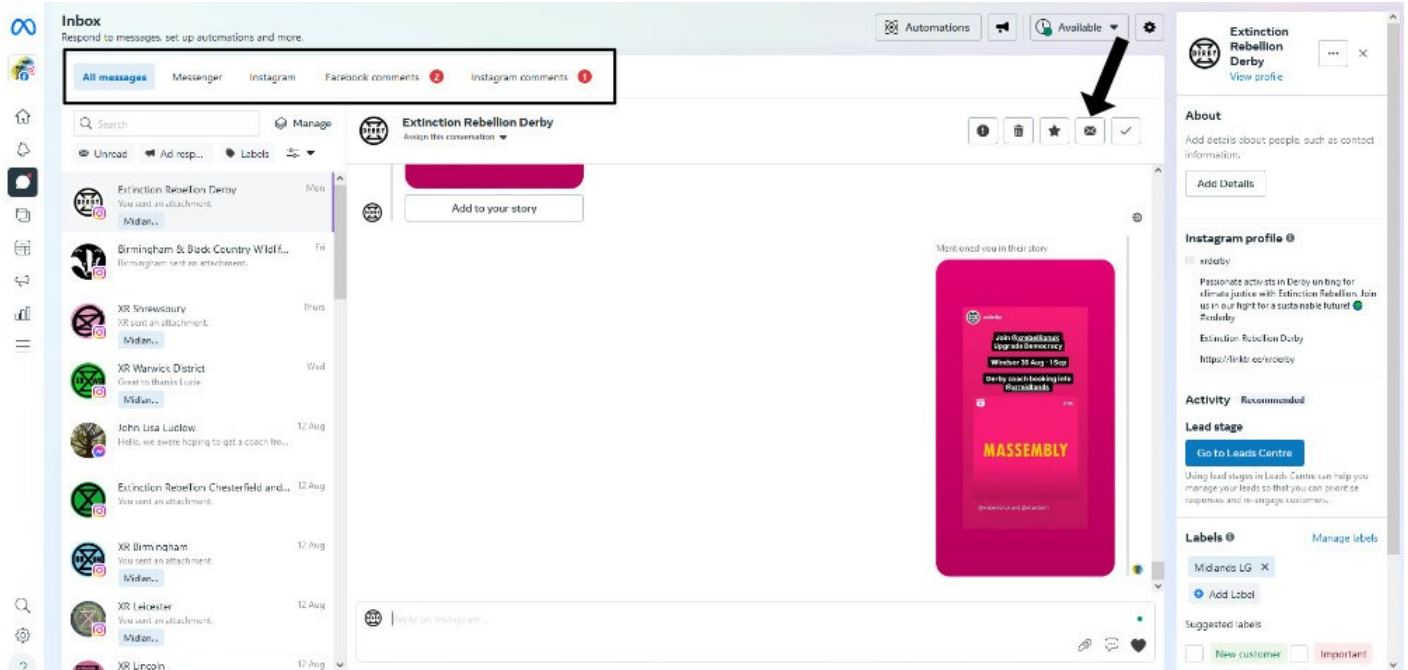 Inbox
Respond to messages, set up automations and more.
Automations
Available
All messages
Messenger
Instagram
Facebook comments 2
Instagram comments 1
Search
Manage
Unread
Ad resp...
Labels
Extinction Rebellion Derby
Mon
You sent an attachment.
Midlan...
Birmingham & Black Country Wildlif...
Fri
Birmingham sent an attachment.
XR Shrewsbury
Thurs
XR sent an attachment.
Midlan...
XR Warwick District
Wed
Great to thanks Lucie
Midlan...
John Lisa Ludlow
12 Aug
Hello, we awere hoping to get a coach fro...
Extinction Rebellion Chesterfield and...
12 Aug
You sent an attachment.
XR Birmingham
12 Aug
You sent an attachment.
Midlan...
XR Leicester
12 Aug
You sent an attachment.
Midlan...
XR Lincoln
12 Aug
DERBY
Extinction Rebellion Derby
Assign this conversation
Add to your story
Mentioned you in their story
xrderby
Upgrade Democracy
Windsor 30 Aug - 1 Sep
Derby coach booking info
@xrmidlands
MASSEMBLY
Reply on Instagram...
DERBY
Extinction
Rebellion
Derby
View profile
About
Add details about people, such as contact
information.
Add Details
Instagram profile
xrderby
Passionate activists in Derby uniting for
climate justice with Extinction Rebellion. Join
us in our fight for a sustainable future!
#xrderby
Extinction Rebellion Derby
https://linktr.ee/xrderby
Activity Recommended
Lead stage
Go to Leads Centre
Using lead stages in Leads Centre can help you
manage your leads so that you can prioritise
responses and re-engage customers.
Labels
Manage labels
Midlands LG
Add Label
Suggested labels
New customer
Important